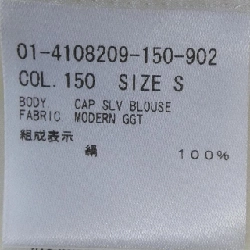 01-4108209-150-902
COL. 150 SIZE S
BODY. CAP SLV BLOUSE
FABRIC MODERN GGT
組成表示
絹 100%